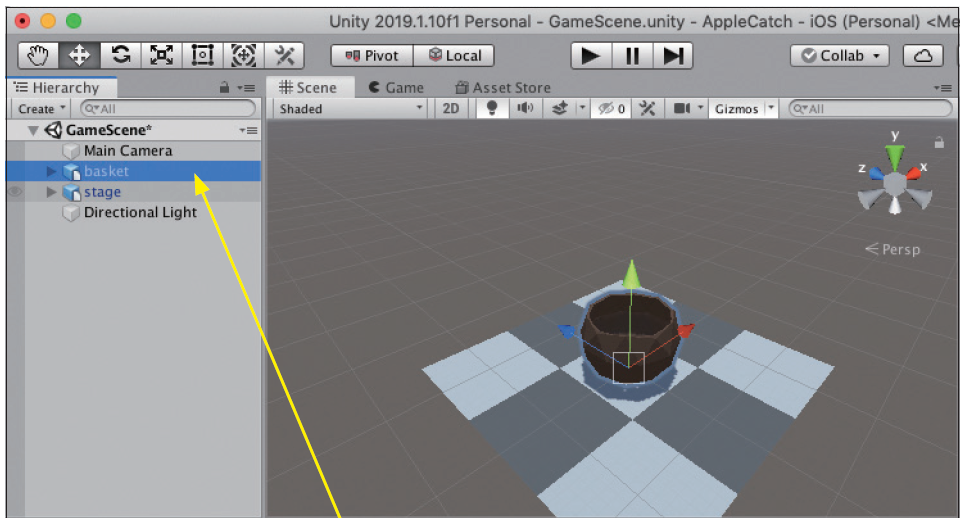 Unity 2019.1.10f1 Personal - GameScene.unity - AppleCatch - iOS (Personal) <Me
Pivot Local Collab
Hierarchy
# Scene Game Asset Store
Create All
Shaded 2D 0 Gizmos All
GameScene*
Main Camera
basket
stage
Directional Light
y
z x
Persp